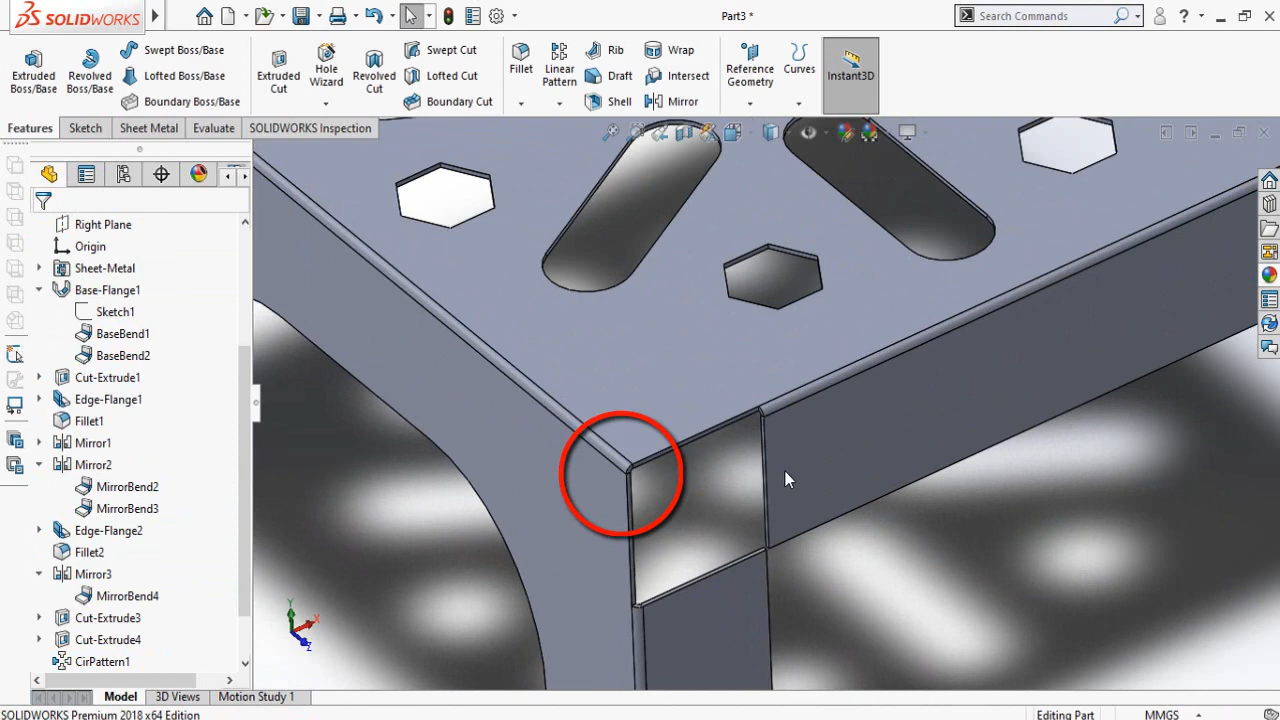 SOLIDWORKS
Part3 *
Search Commands
?
Extruded Boss/Base
Revolved Boss/Base
Swept Boss/Base
Lofted Boss/Base
Boundary Boss/Base
Extruded Cut
Hole Wizard
Revolved Cut
Swept Cut
Lofted Cut
Boundary Cut
Fillet
Linear Pattern
Rib
Draft
Shell
Wrap
Intersect
Mirror
Reference Geometry
Curves
Instant3D
Features
Sketch
Sheet Metal
Evaluate
SOLIDWORKS Inspection
Right Plane
Origin
Sheet-Metal
Base-Flange1
Sketch1
BaseBend1
BaseBend2
Cut-Extrude1
Edge-Flange1
Fillet1
Mirror1
Mirror2
MirrorBend2
MirrorBend3
Edge-Flange2
Fillet2
Mirror3
MirrorBend4
Cut-Extrude3
Cut-Extrude4
CirPattern1
Y
X
Z
Model
3D Views
Motion Study 1
SOLIDWORKS Premium 2018 x64 Edition
Editing Part
MMGS